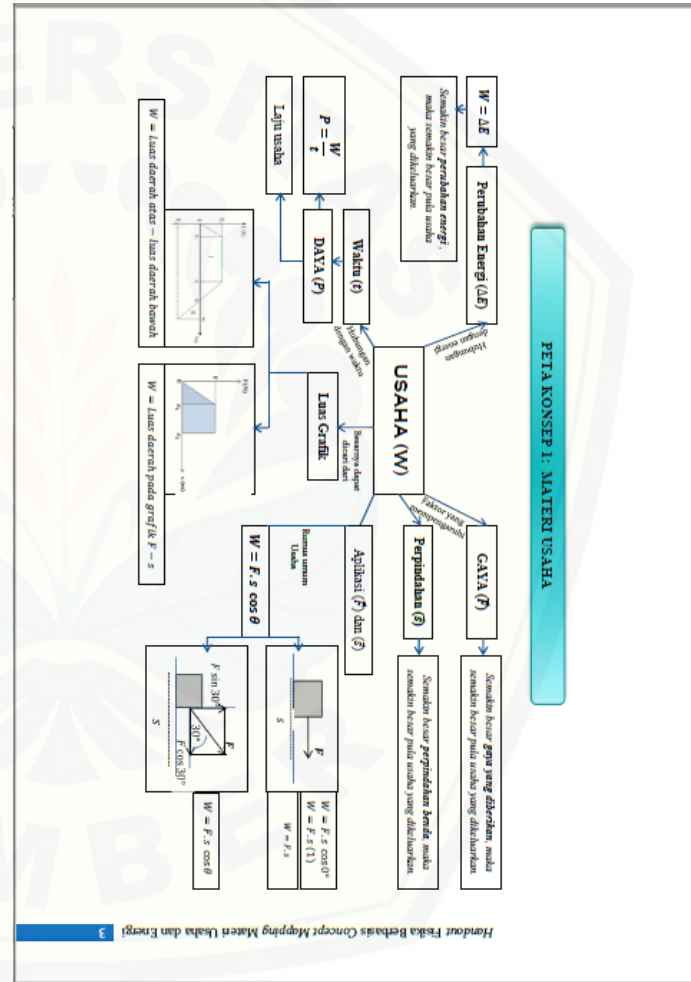 PETA KONSEP 1: MATERI USAHA
W = ΔE
Perubahan Energi (ΔE)
Semakin besar perubahan energi ,
maka semakin besar pula usaha
yang dikeluarkan.
Hubungan
dengan energi
GAYA (F⃗)
Semakin besar gaya yang diberikan, maka
semakin besar pula usaha yang dikeluarkan.
Faktor yang
mempengaruhi
Perpindahan (s⃗)
Semakin besar perpindahan benda, maka
semakin besar pula usaha yang dikeluarkan.
USAHA (W)
Hubungan
dengan waktu
Waktu (t)
P = W/t
DAYA (P)
Laju usaha
Besarnya dapat
dicari dari
Luas Grafik
Aplikasi (F⃗) dan (s⃗)
Rumus umum
Usaha
W = F.s cos θ
F
s
W = F.s cos 0°
W = F.s (1)
W = F.s
F sin 30°
F
30°
F cos 30°
S
W = F.s cos θ
W = Luas daerah atas − luas daerah bawah
W = Luas daerah pada grafik F − s
Handout Fisika Berbasis Concept Mapping Materi Usaha dan Energi
3